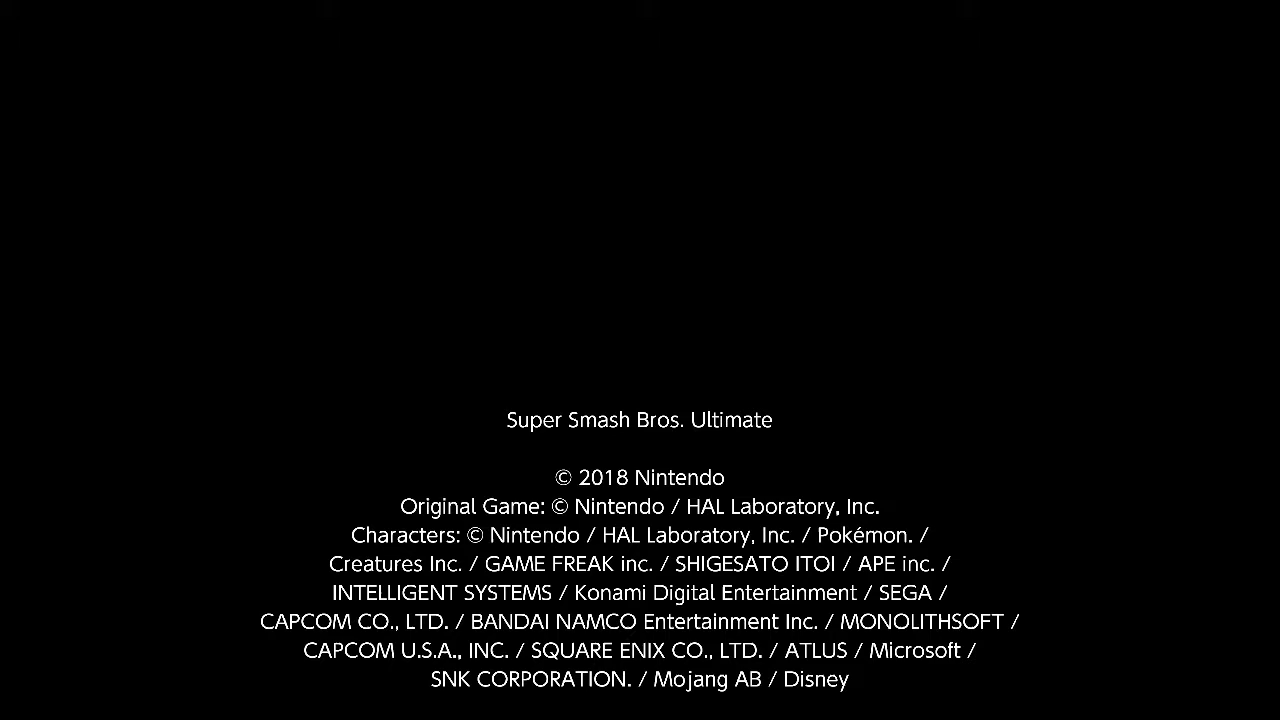 Super Smash Bros. Ultimate
© 2018 Nintendo
Original Game: © Nintendo / HAL Laboratory, Inc.
Characters: © Nintendo / HAL Laboratory, Inc. / Pokémon. /
Creatures Inc. / GAME FREAK inc. / SHIGESATO ITOI / APE inc. /
INTELLIGENT SYSTEMS / Konami Digital Entertainment / SEGA /
CAPCOM CO., LTD. / BANDAI NAMCO Entertainment Inc. / MONOLITHSOFT /
CAPCOM U.S.A., INC. / SQUARE ENIX CO., LTD. / ATLUS / Microsoft /
SNK CORPORATION. / Mojang AB / Disney